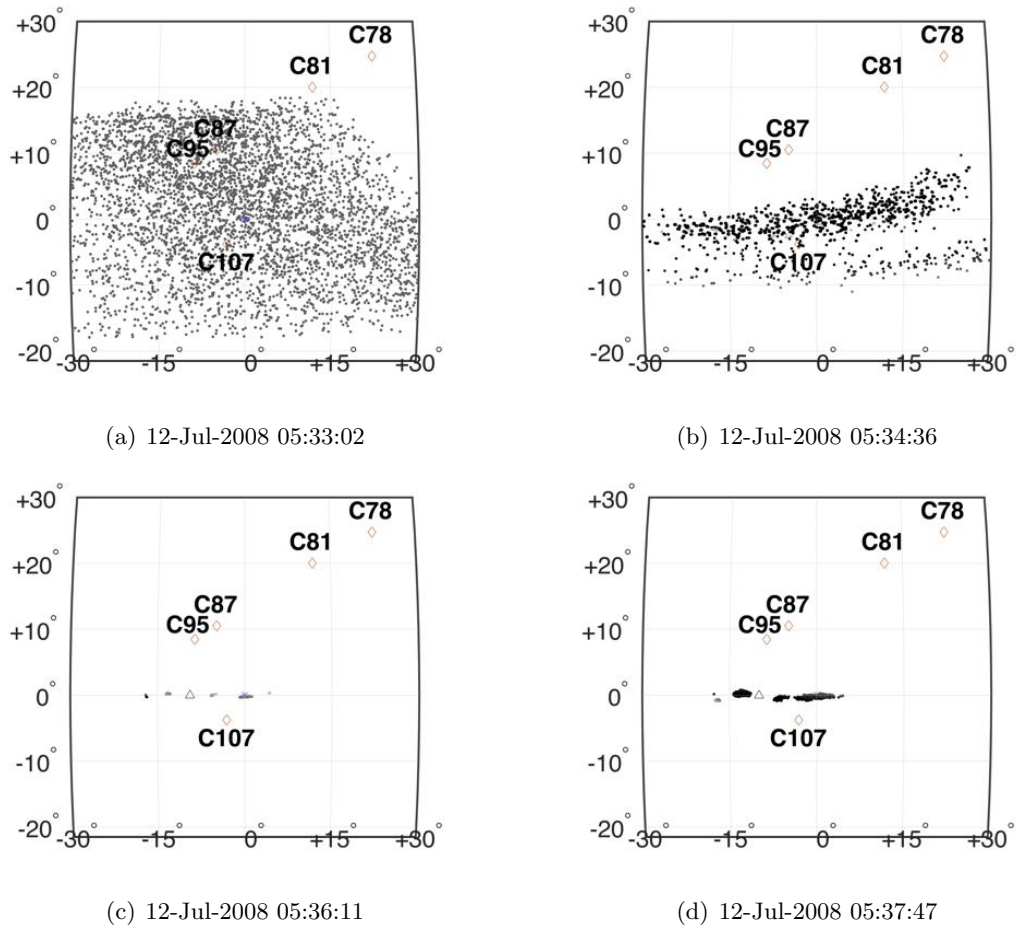 +30°
+20°
+10°
0°
-10°
-20°
-30°
-15°
0°
+15°
+30°
C78
C81
C87
C95
C107
(a) 12-Jul-2008 05:33:02
+30°
+20°
+10°
0°
-10°
-20°
-30°
-15°
0°
+15°
+30°
C78
C81
C87
C95
C107
(b) 12-Jul-2008 05:34:36
+30°
+20°
+10°
0°
-10°
-20°
-30°
-15°
0°
+15°
+30°
C78
C81
C87
C95
C107
(c) 12-Jul-2008 05:36:11
+30°
+20°
+10°
0°
-10°
-20°
-30°
-15°
0°
+15°
+30°
C78
C81
C87
C95
C107
(d) 12-Jul-2008 05:37:47